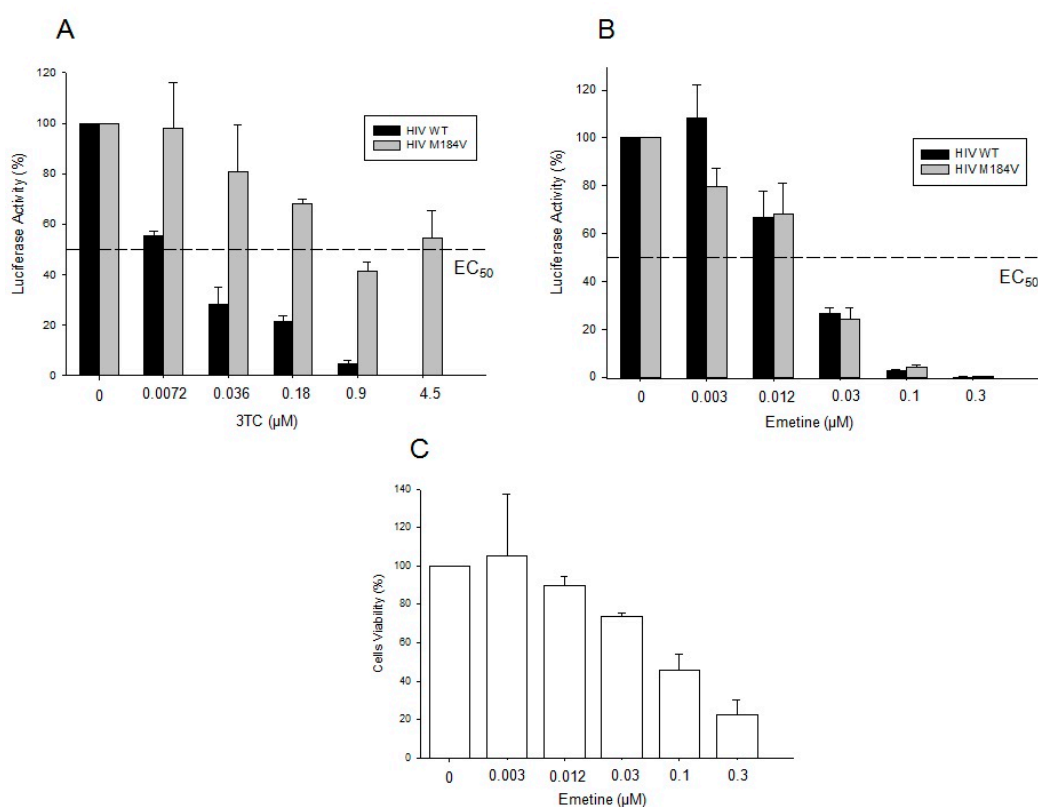 A
Luciferase Activity (%)
120
100
80
60
40
20
0
HIV WT
HIV M184V
EC50
0 0.0072 0.036 0.18 0.9 4.5
3TC (µM)
B
Luciferase Activity (%)
120
100
80
60
40
20
0
HIV WT
HIV M184V
EC50
0 0.003 0.012 0.03 0.1 0.3
Emetine (µM)
C
Cells Viability (%)
140
120
100
80
60
40
20
0
0 0.003 0.012 0.03 0.1 0.3
Emetine (µM)